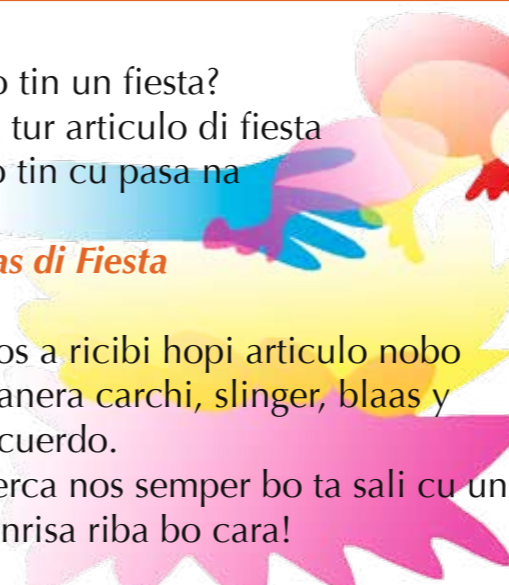 o tin un fiesta?
tur articulo di fiesta
o tin cu pasa na
as di Fiesta
os a ricibi hopi articulo nobo
anera carchi, slinger, blaas y
cuerdo.
erca nos semper bo ta sali cu un
nrisa riba bo cara!